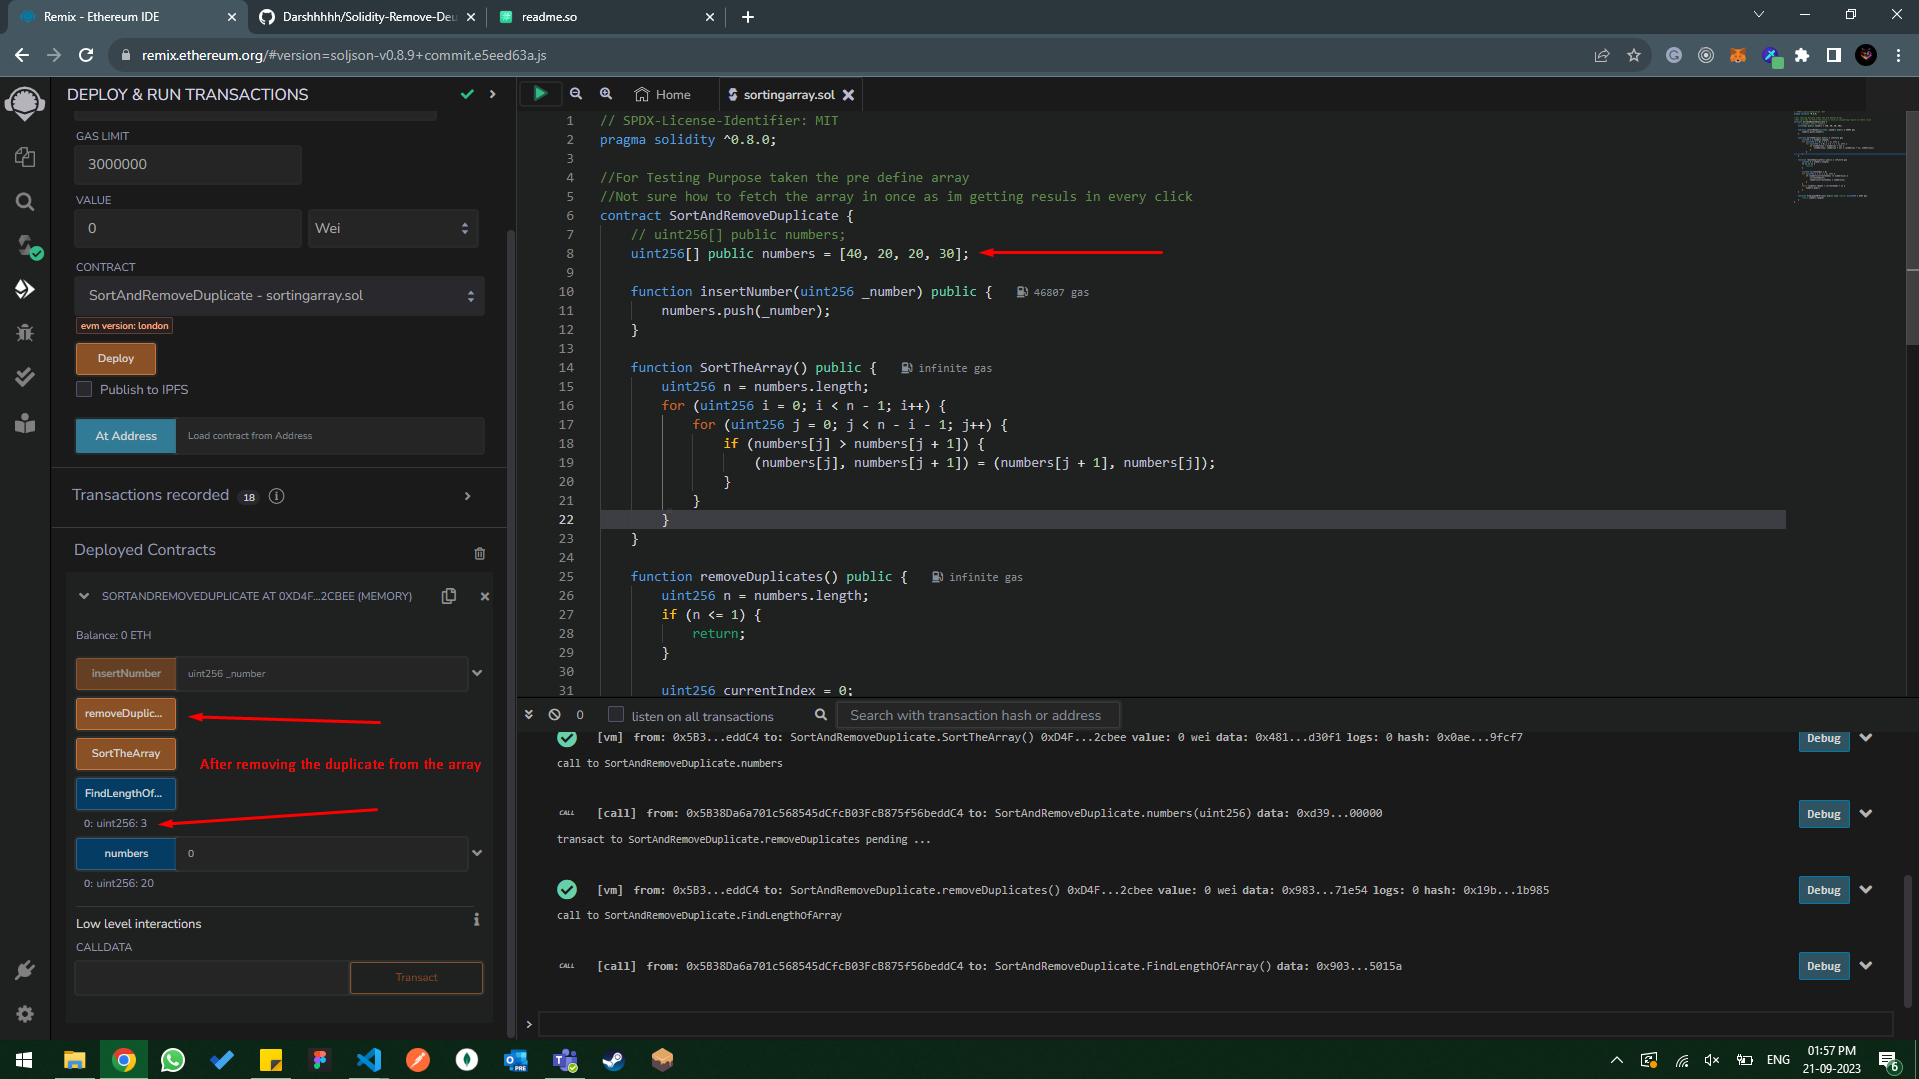 Remix - Ethereum IDE
Darshhhhh/Solidity-Remove-Deu
readme.so
remix.ethereum.org/#version=soljson-v0.8.9+commit.e5eed63a.js
DEPLOY & RUN TRANSACTIONS
GAS LIMIT
3000000
VALUE
0
Wei
CONTRACT
SortAndRemoveDuplicate - sortingarray.sol
evm version: london
Deploy
Publish to IPFS
At Address
Load contract from Address
Transactions recorded 18 i
Deployed Contracts
SORTANDREMOVEDUPLICATE AT 0XD4F...2CBEE (MEMORY)
Balance: 0 ETH
insertNumber
uint256 _number
removeDuplic...
SortTheArray
After removing the duplicate from the array
FindLengthOf...
0: uint256: 3
numbers
0
0: uint256: 20
Low level interactions
i
CALLDATA
Transact
Home
sortingarray.sol
1 // SPDX-License-Identifier: MIT
2 pragma solidity ^0.8.0;
3
4 //For Testing Purpose taken the pre define array
5 //Not sure how to fetch the array in once as im getting resuls in every click
6 contract SortAndRemoveDuplicate {
7 // uint256[] public numbers;
8 uint256[] public numbers = [40, 20, 20, 30];
9
10 function insertNumber(uint256 _number) public { 46807 gas
11 numbers.push(_number);
12 }
13
14 function SortTheArray() public { infinite gas
15 uint256 n = numbers.length;
16 for (uint256 i = 0; i < n - 1; i++) {
17 for (uint256 j = 0; j < n - i - 1; j++) {
18 if (numbers[j] > numbers[j + 1]) {
19 (numbers[j], numbers[j + 1]) = (numbers[j + 1], numbers[j]);
20 }
21 }
22 }
23 }
24
25 function removeDuplicates() public { infinite gas
26 uint256 n = numbers.length;
27 if (n <= 1) {
28 return;
29 }
30
31 uint256 currentIndex = 0;
0
listen on all transactions
Search with transaction hash or address
[vm] from: 0x5B3...eddC4 to: SortAndRemoveDuplicate.SortTheArray() 0xD4F...2cbee value: 0 wei data: 0x481...d30f1 logs: 0 hash: 0x0ae...9fcf7
Debug
call to SortAndRemoveDuplicate.numbers
CALL [call] from: 0x5B38Da6a701c568545dCfcB03FcB875f56beddC4 to: SortAndRemoveDuplicate.numbers(uint256) data: 0xd39...00000
Debug
transact to SortAndRemoveDuplicate.removeDuplicates pending ...
[vm] from: 0x5B3...eddC4 to: SortAndRemoveDuplicate.removeDuplicates() 0xD4F...2cbee value: 0 wei data: 0x983...71e54 logs: 0 hash: 0x19b...1b985
Debug
call to SortAndRemoveDuplicate.FindLengthOfArray
CALL [call] from: 0x5B38Da6a701c568545dCfcB03FcB875f56beddC4 to: SortAndRemoveDuplicate.FindLengthOfArray() data: 0x903...5015a
Debug
>
ENG
01:57 PM
21-09-2023
6